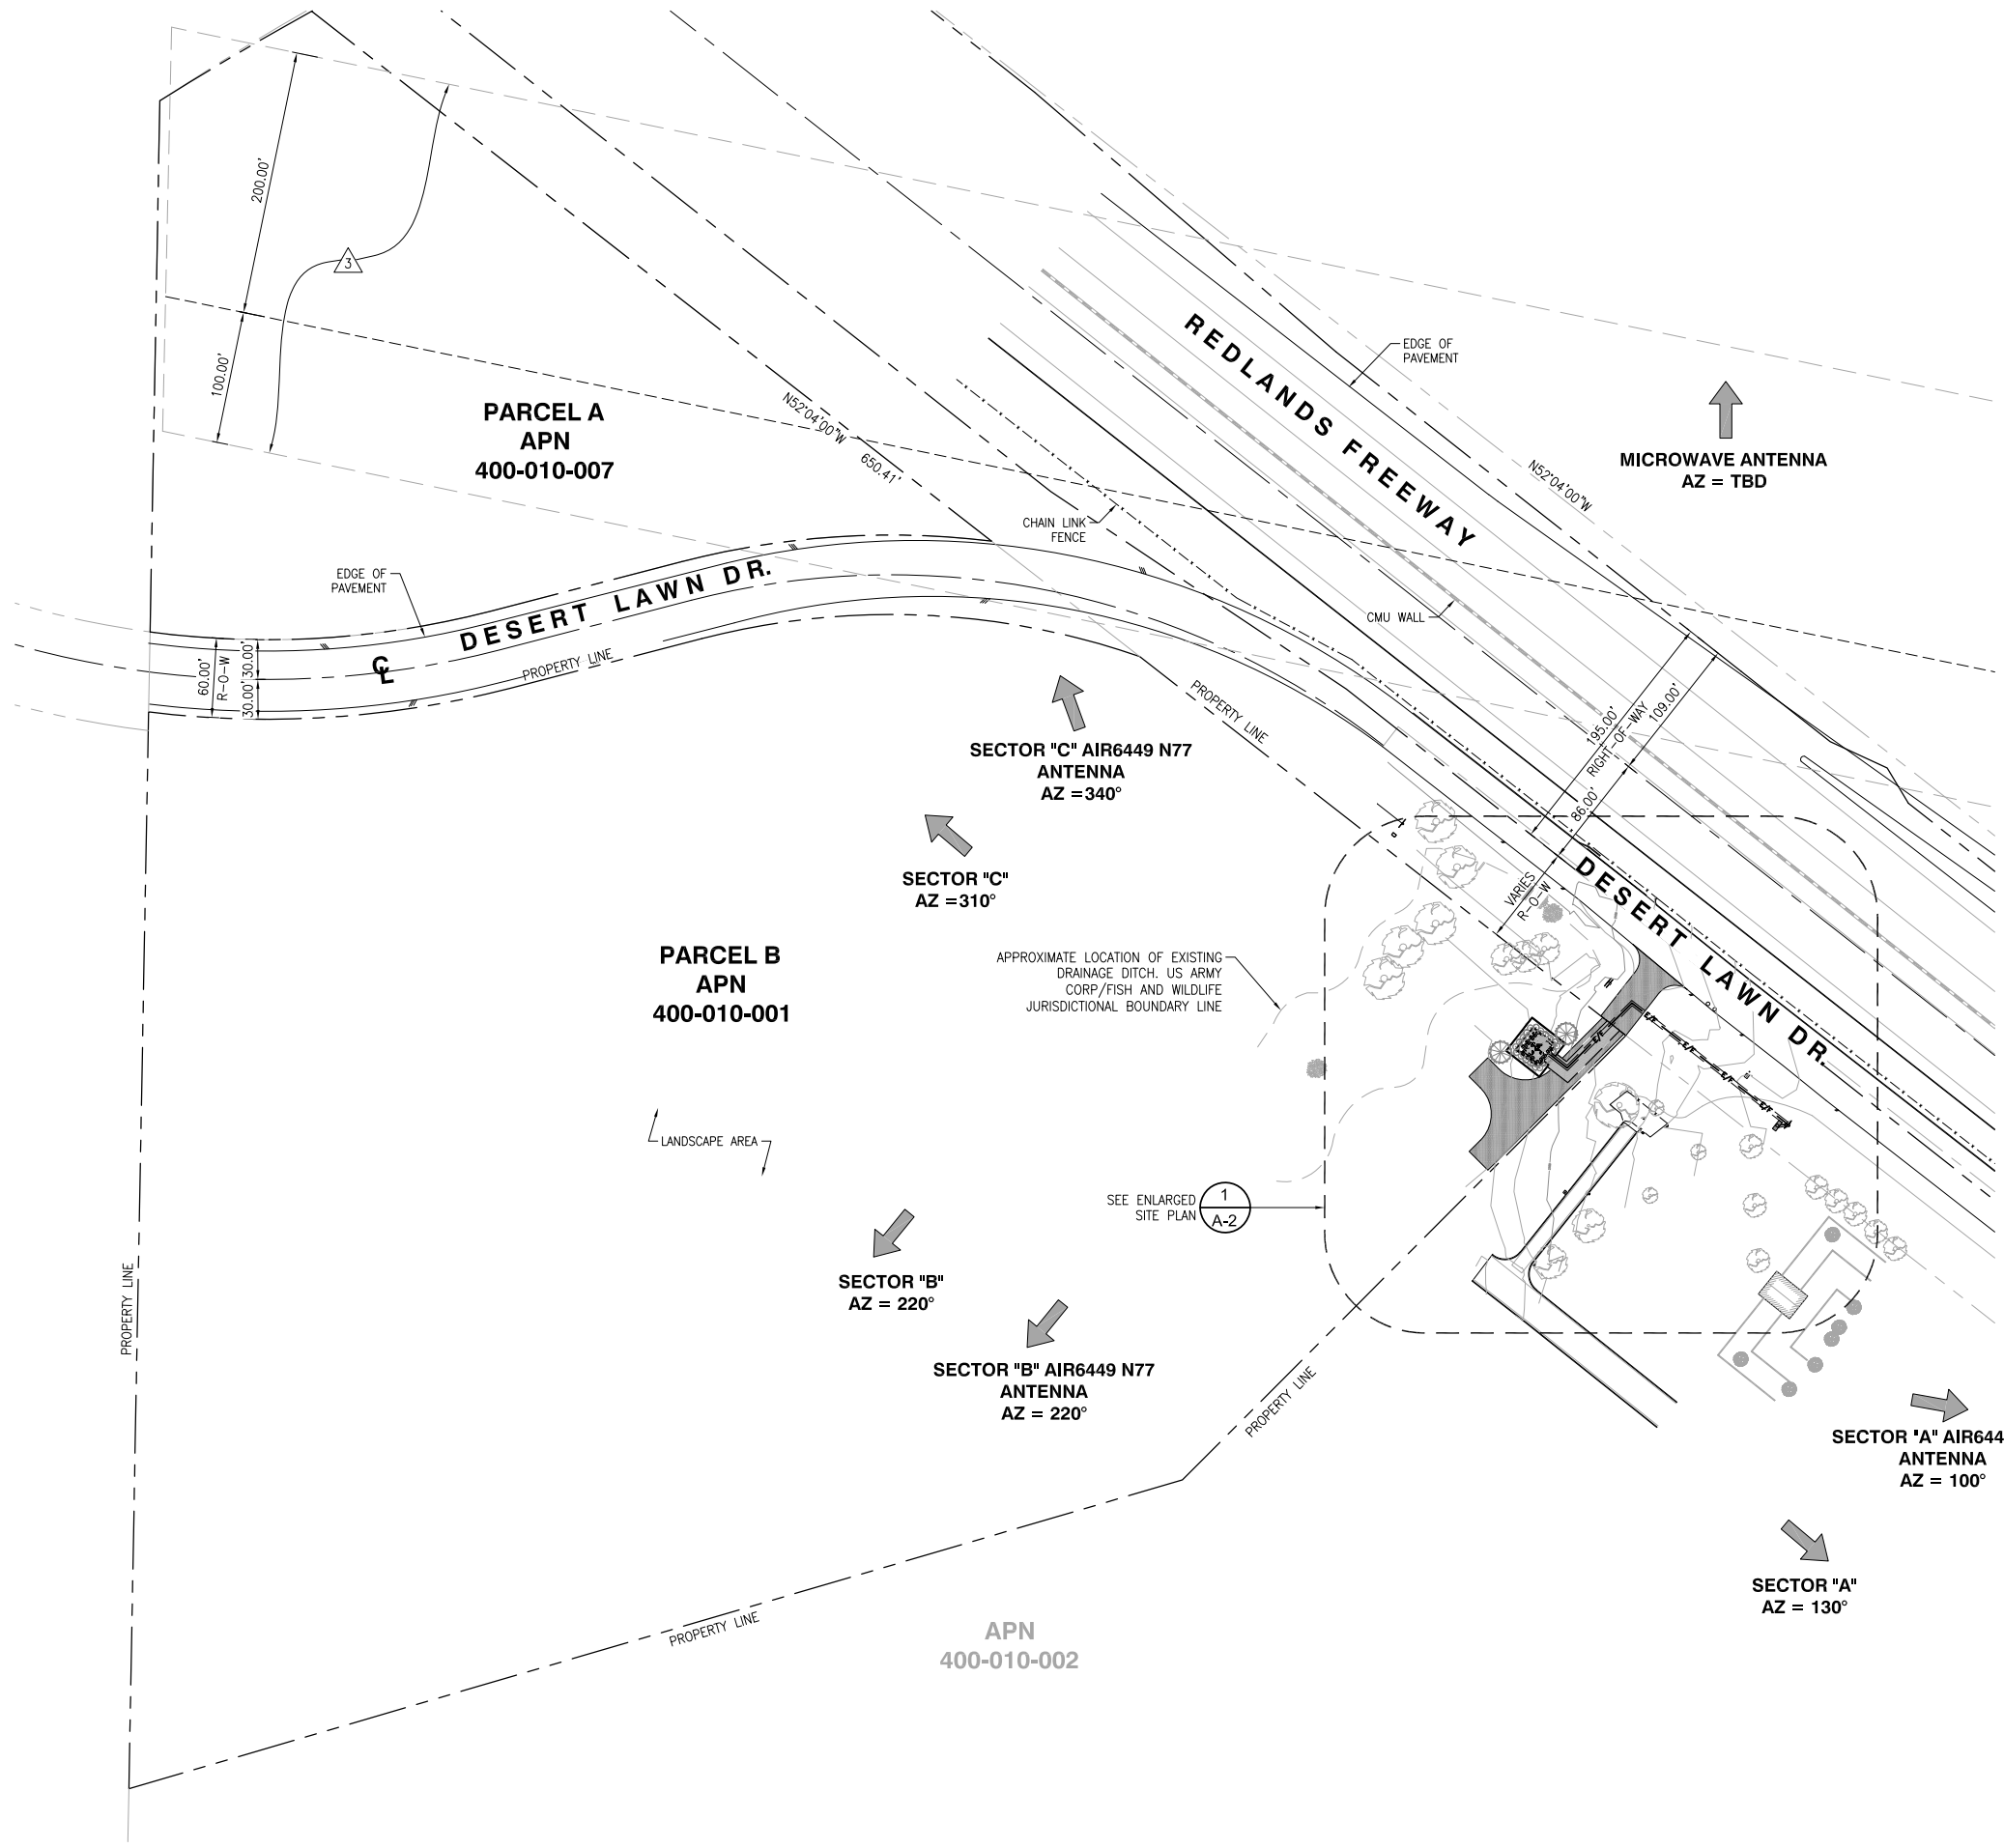 200.00'
3
100.00'
PARCEL A
APN
400-010-007
N52°04'00"W
650.41'
REDLANDS FREEWAY
EDGE OF
PAVEMENT
MICROWAVE ANTENNA
AZ = TBD
N52°04'00"W
CHAIN LINK
FENCE
CMU WALL
EDGE OF
PAVEMENT
DESERT LAWN DR.
CL
PROPERTY LINE
60.00'
R-O-W
30.00'
30.00'
PROPERTY LINE
195.00'
RIGHT-OF-WAY
109.00'
86.00'
VARIES
R-O-W
SECTOR "C" AIR6449 N77
ANTENNA
AZ =340°
SECTOR "C"
AZ =310°
DESERT LAWN DR.
PARCEL B
APN
400-010-001
APPROXIMATE LOCATION OF EXISTING
DRAINAGE DITCH. US ARMY
CORP/FISH AND WILDLIFE
JURISDICTIONAL BOUNDARY LINE
LANDSCAPE AREA
SEE ENLARGED
SITE PLAN
1
A-2
SECTOR "B"
AZ = 220°
PROPERTY LINE
SECTOR "B" AIR6449 N77
ANTENNA
AZ = 220°
PROPERTY LINE
SECTOR "A" AIR644
ANTENNA
AZ = 100°
SECTOR "A"
AZ = 130°
PROPERTY LINE
APN
400-010-002